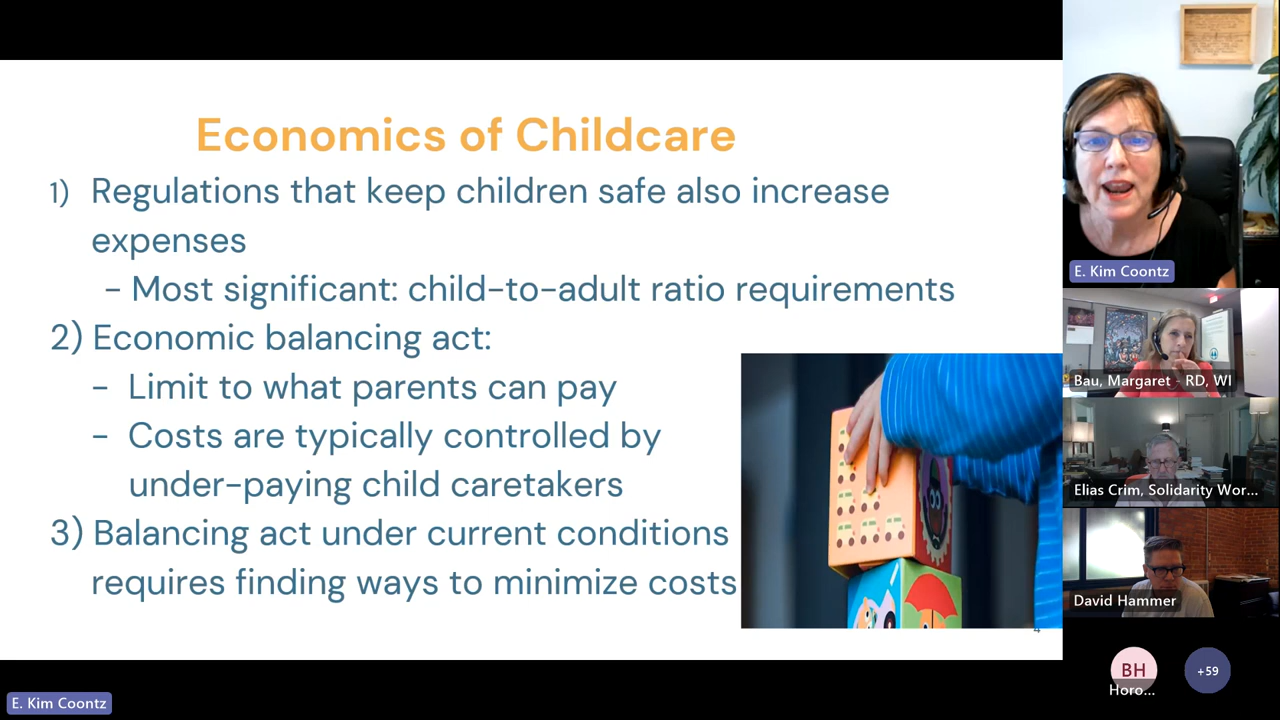 Economics of Childcare
1) Regulations that keep children safe also increase
expenses
- Most significant: child-to-adult ratio requirements
2) Economic balancing act:
- Limit to what parents can pay
- Costs are typically controlled by
under-paying child caretakers
3) Balancing act under current conditions
requires finding ways to minimize costs
4
E. Kim Coontz
Bau, Margaret - RD, WI
Elias Crim, Solidarity Wor...
David Hammer
BH
Horo...
+59
E. Kim Coontz